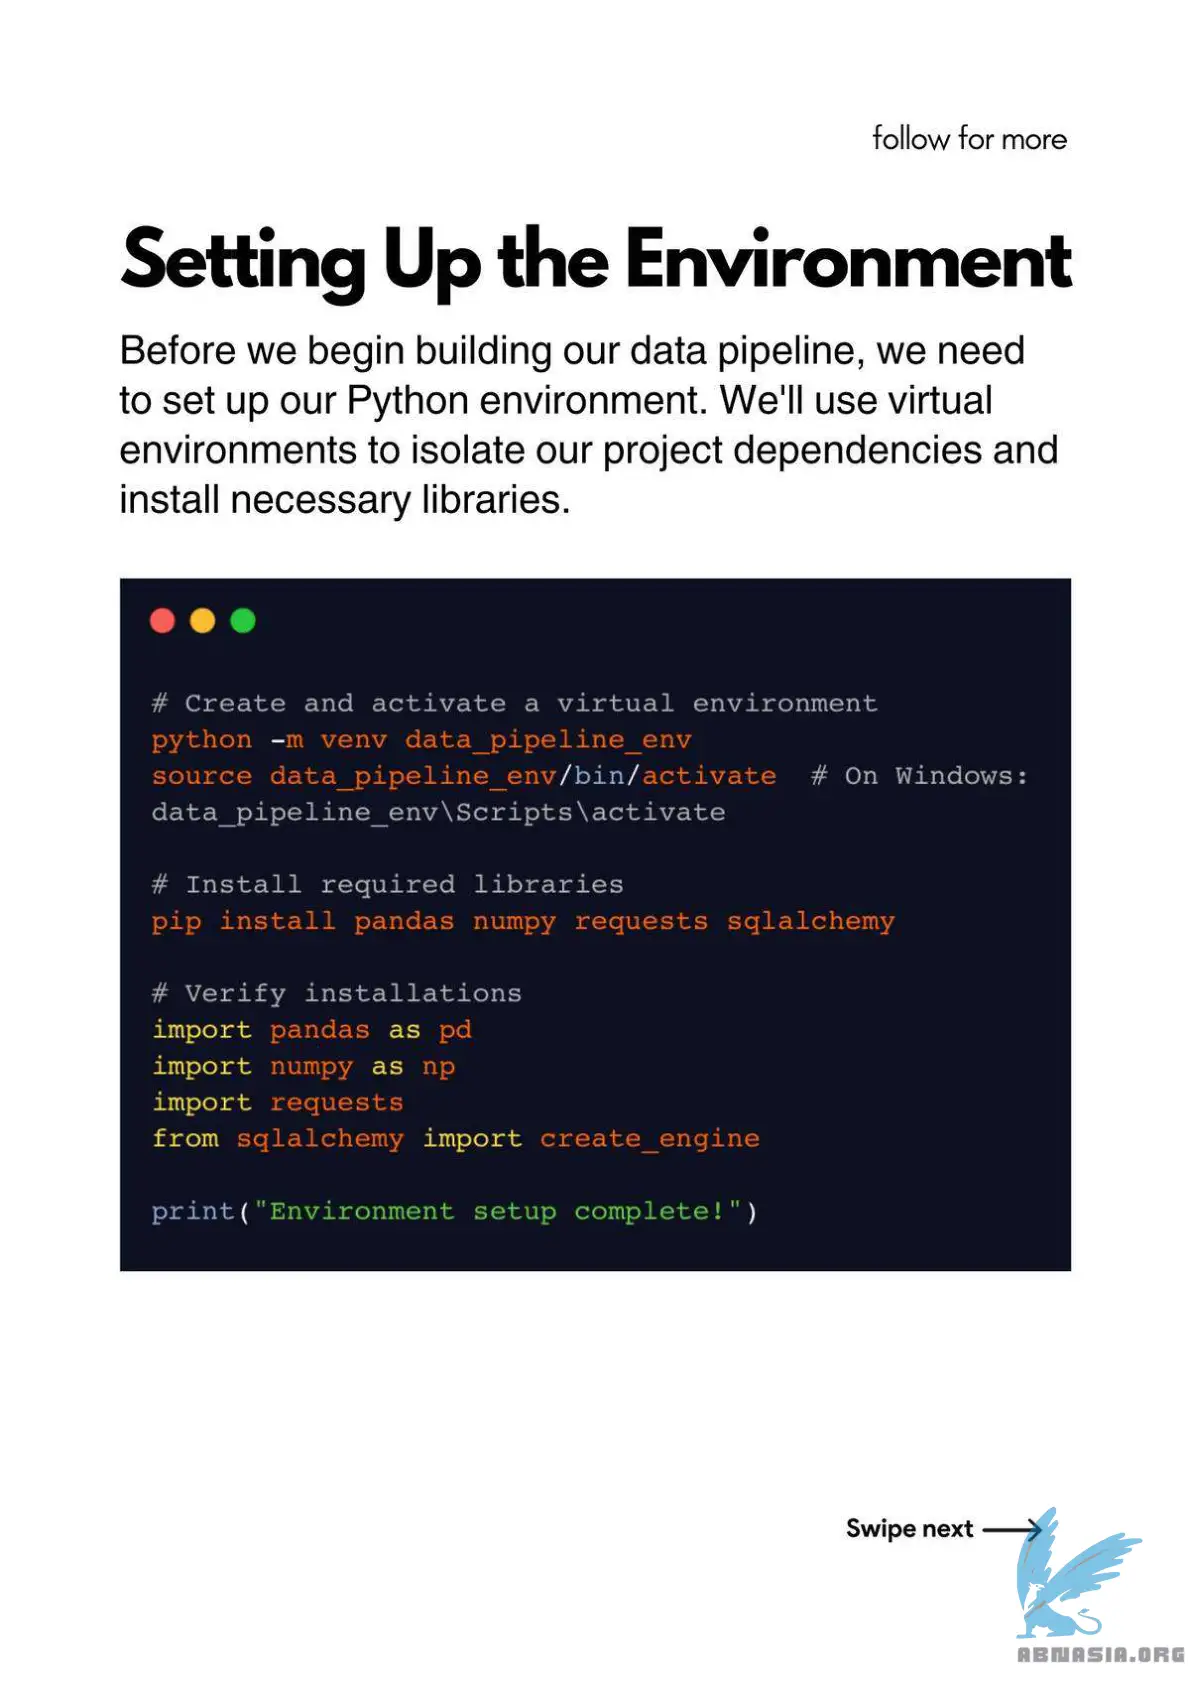 follow for more
Setting Up the Environment
Before we begin building our data pipeline, we need
to set up our Python environment. We'll use virtual
environments to isolate our project dependencies and
install necessary libraries.
# Create and activate a virtual environment
python -m venv data_pipeline_env
source data_pipeline_env/bin/activate  # On Windows:
data_pipeline_env\Scripts\activate
# Install required libraries
pip install pandas numpy requests sqlalchemy
# Verify installations
import pandas as pd
import numpy as np
import requests
from sqlalchemy import create_engine
print("Environment setup complete!")
Swipe next
ABNASIA.ORG